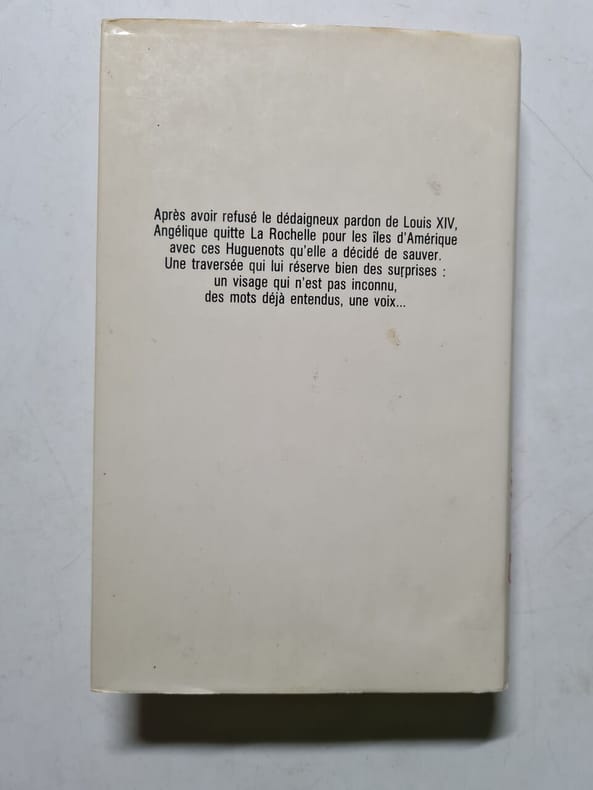 Après avoir refusé le dédaigneux pardon de Louis XIV,
Angélique quitte La Rochelle pour les îles d'Amérique
avec ces Huguenots qu'elle a décidé de sauver.
Une traversée qui lui réserve bien des surprises :
un visage qui n'est pas inconnu,
des mots déjà entendus, une voix...